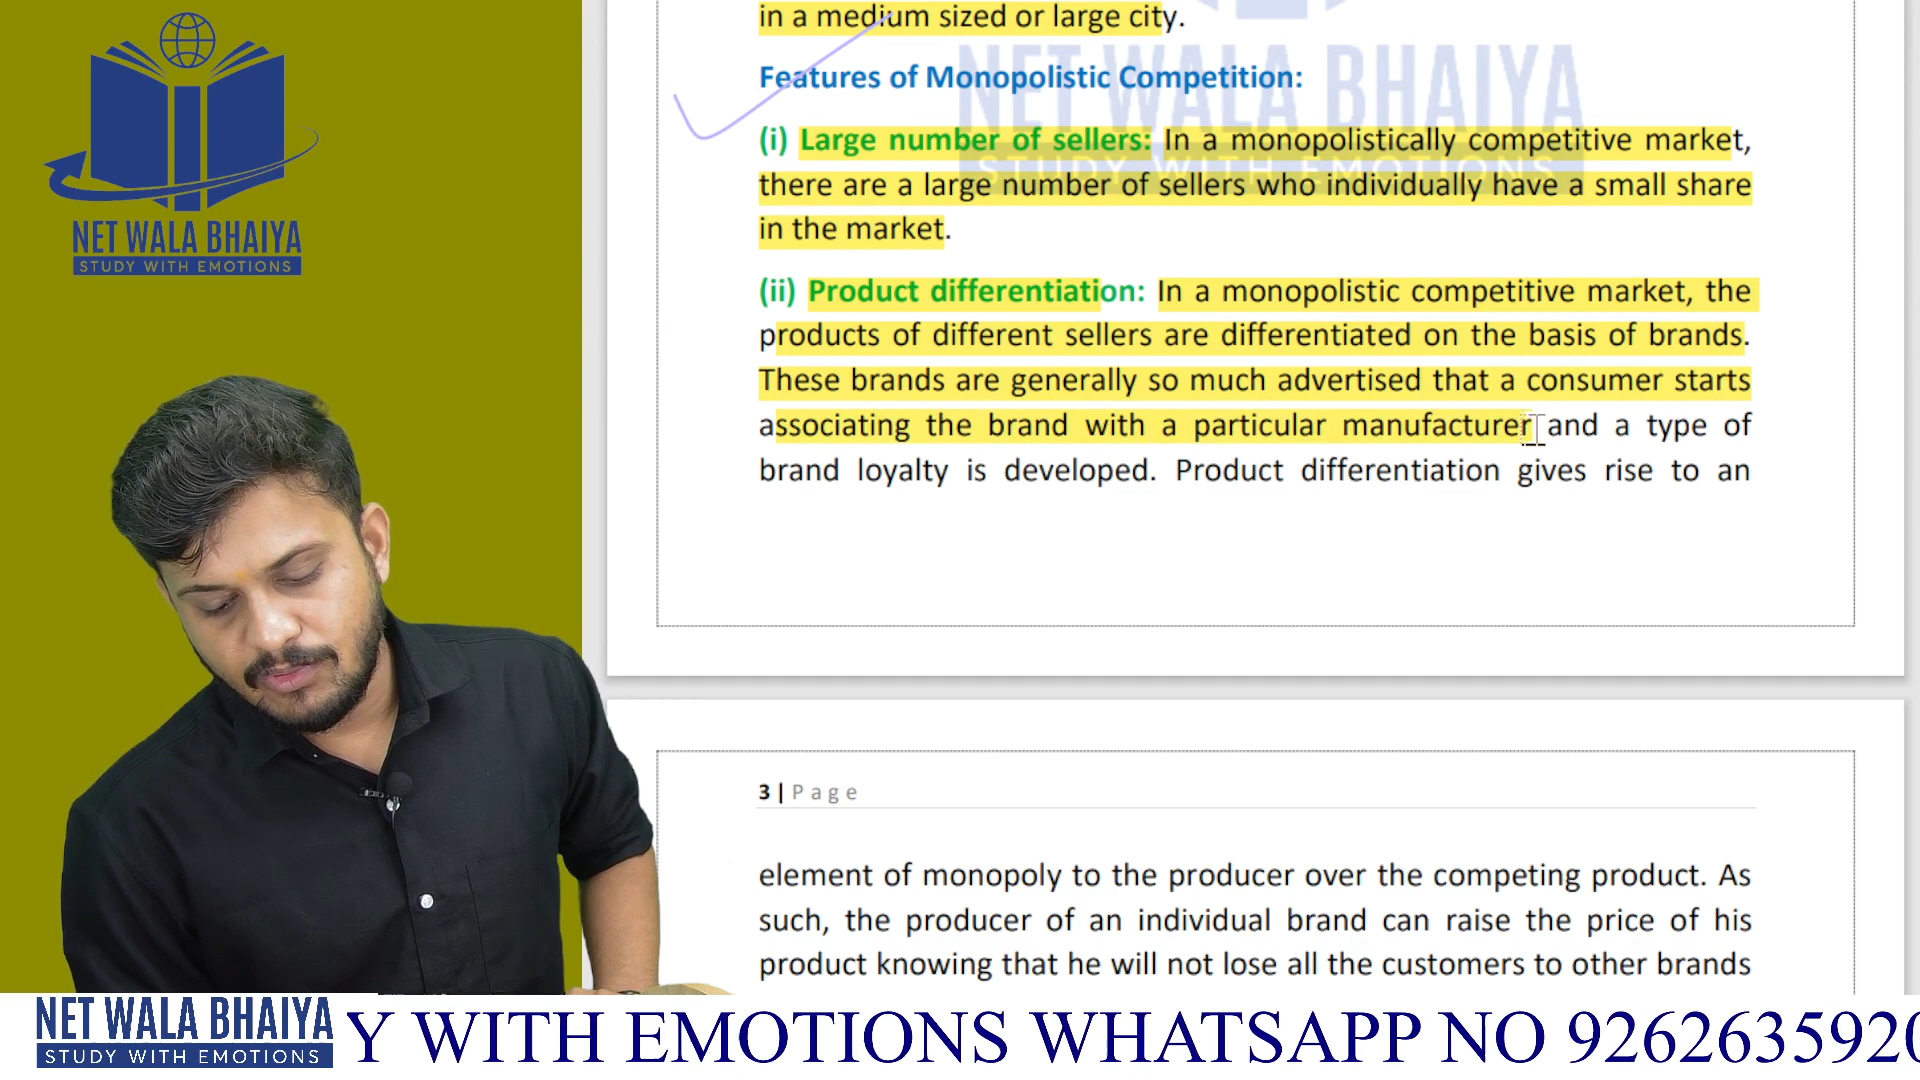 NET WALA BHAIYA
STUDY WITH EMOTIONS
in a medium sized or large city.
NET WALA BHAIYA
STUDY WITH EMOTIONS
Features of Monopolistic Competition:
(i) Large number of sellers: In a monopolistically competitive market,
there are a large number of sellers who individually have a small share
in the market.
(ii) Product differentiation: In a monopolistic competitive market, the
products of different sellers are differentiated on the basis of brands.
These brands are generally so much advertised that a consumer starts
associating the brand with a particular manufacturer and a type of
brand loyalty is developed. Product differentiation gives rise to an
3 | Page
element of monopoly to the producer over the competing product. As
such, the producer of an individual brand can raise the price of his
product knowing that he will not lose all the customers to other brands
NET WALA BHAIYA
STUDY WITH EMOTIONS
Y WITH EMOTIONS WHATSAPP NO 926263592